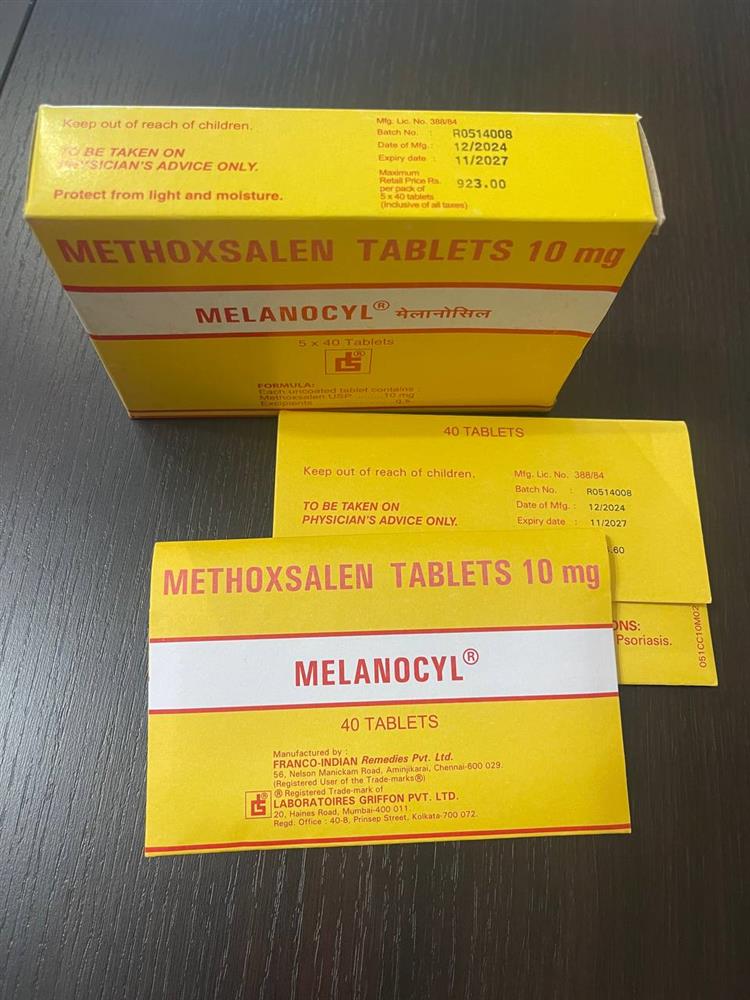 Keep out of reach of children.
TO BE TAKEN ON
PHYSICIAN'S ADVICE ONLY.
Protect from light and moisture.
Mfg. Lic. No. 388/84
Batch No. : R0514008
Date of Mfg. : 12/2024
Expiry date : 11/2027
Maximum
Retail Price Rs. 923.00
per pack of
5 x 40 tablets
(Inclusive of all taxes)
METHOXSALEN TABLETS 10 mg
MELANOCYL® मेलानोसिल
5 x 40 Tablets
FORMULA:
Each uncoated tablet contains :
Methoxsalen USP ........10 mg
Excipients ................ q.s.
40 TABLETS
Keep out of reach of children.
TO BE TAKEN ON
PHYSICIAN'S ADVICE ONLY.
Mfg. Lic. No. 388/84
Batch No. : R0514008
Date of Mfg. : 12/2024
Expiry date : 11/2027
.60
ONS:
Psoriasis.
051CC10M02
METHOXSALEN TABLETS 10 mg
MELANOCYL®
40 TABLETS
Manufactured by :
FRANCO-INDIAN Remedies Pvt. Ltd.
56, Nelson Manickam Road, Aminjikarai, Chennai-600 029.
(Registered User of the Trade-marks®)
® Registered Trade-mark of
LABORATOIRES GRIFFON PVT. LTD.
20, Haines Road, Mumbai-400 011.
Regd. Office : 40-B, Prinsep Street, Kolkata-700 072.